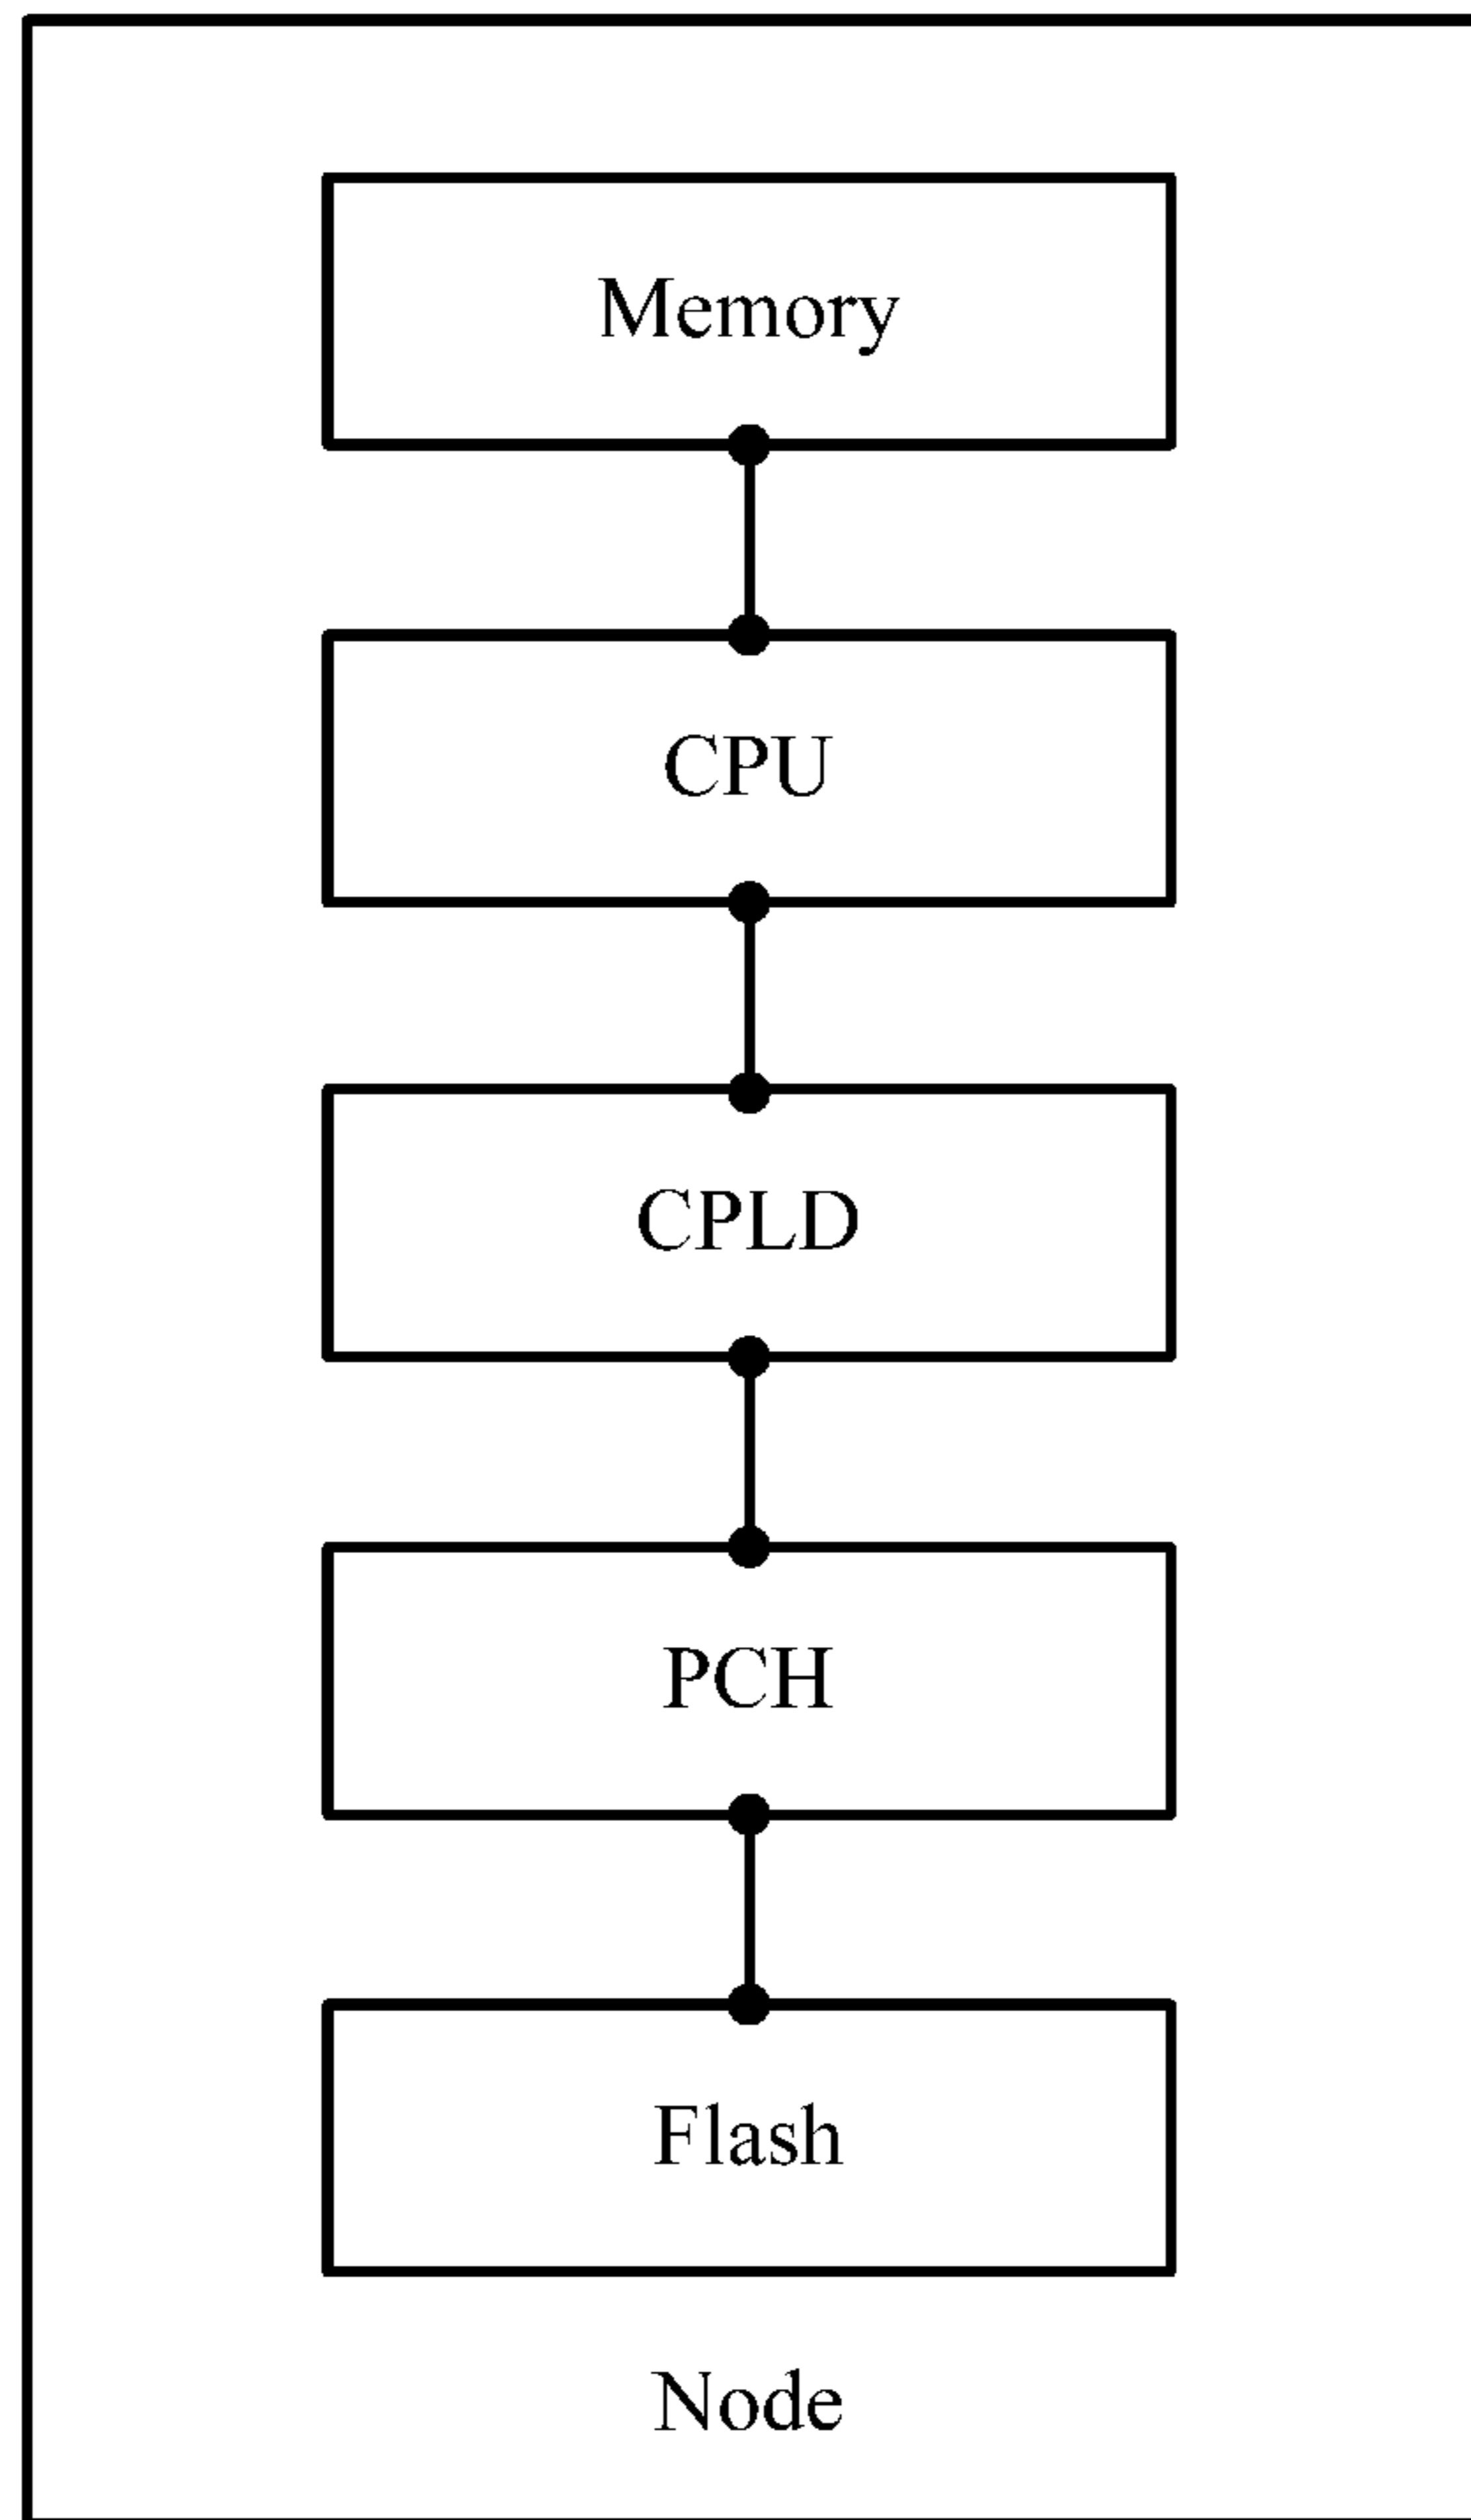 Memory
CPU
CPLD
PCH
Flash
Node